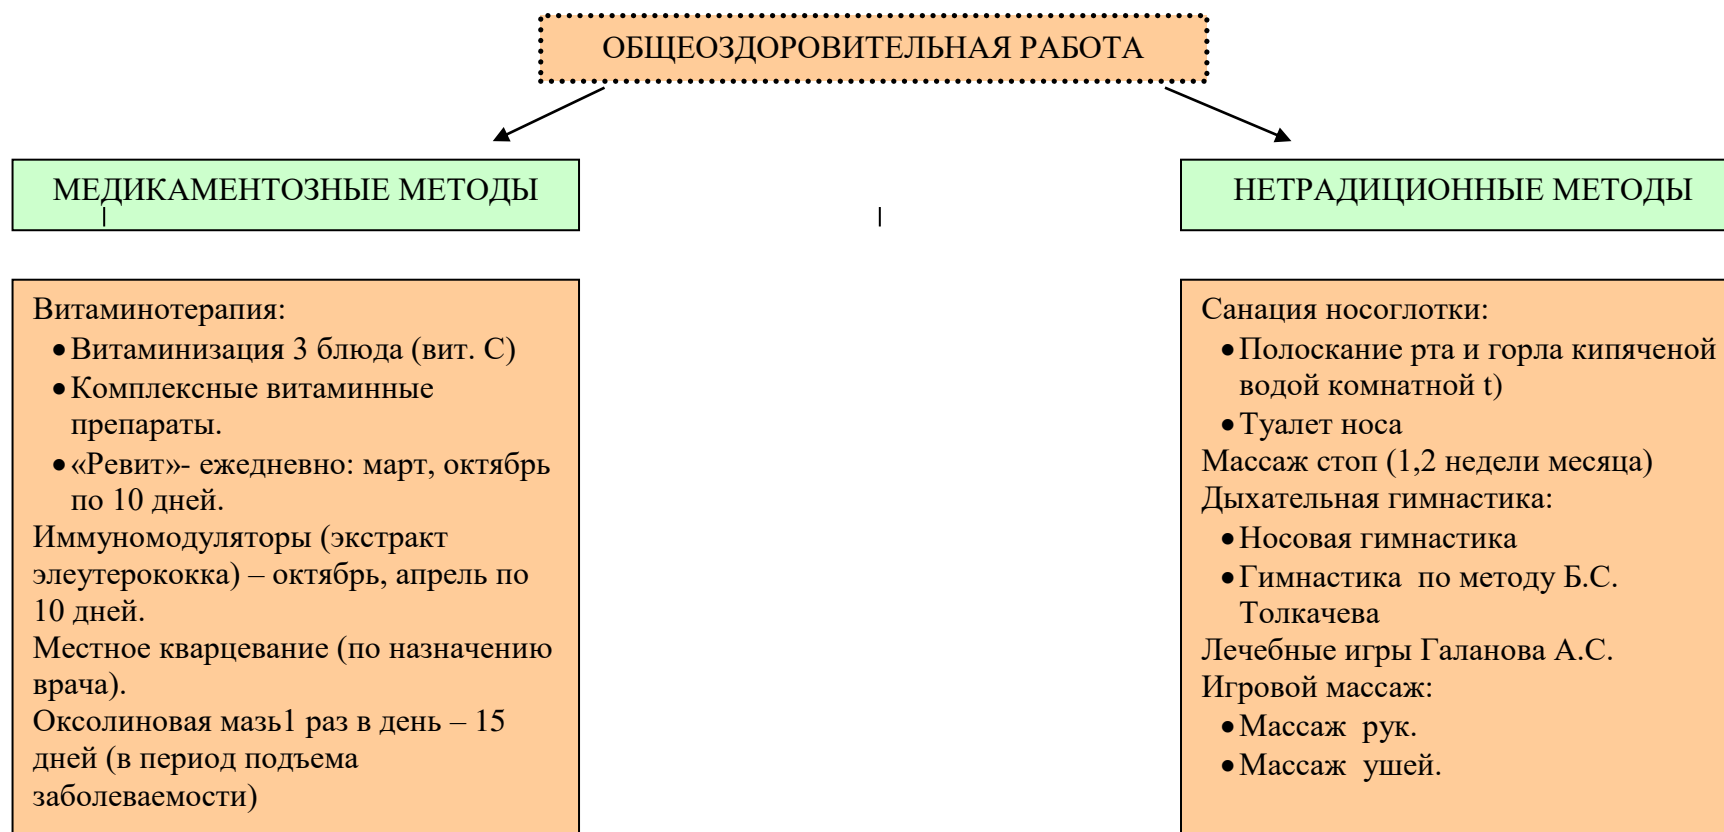 ОБЩЕОЗДОРОВИТЕЛЬНАЯ РАБОТА
МЕДИКАМЕНТОЗНЫЕ МЕТОДЫ
Витаминотерапия:
•Витаминизация 3 блюда (вит. С)
•Комплексные витаминные
препараты.
•«Ревит»- ежедневно: март, октябрь
по 10 дней.
Иммуномодуляторы (экстракт
элеутерококка) – октябрь, апрель по
10 дней.
Местное кварцевание (по назначению
врача).
Оксолиновая мазь1 раз в день – 15
дней (в период подъема
заболеваемости)
НЕТРАДИЦИОННЫЕ МЕТОДЫ
Санация носоглотки:
•Полоскание рта и горла кипяченой
водой комнатной t)
•Туалет носа
Массаж стоп (1,2 недели месяца)
Дыхательная гимнастика:
•Носовая гимнастика
•Гимнастика  по методу Б.С.
Толкачева
Лечебные игры Галанова А.С.
Игровой массаж:
•Массаж  рук.
•Массаж  ушей.